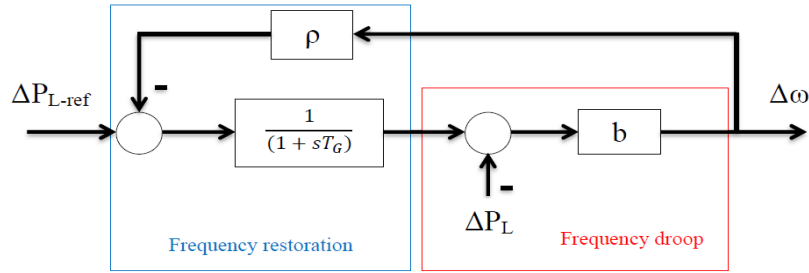 ρ
ΔP_L-ref
-
1
(1 + sT_G)
b
Δω
-
ΔP_L
Frequency restoration
Frequency droop